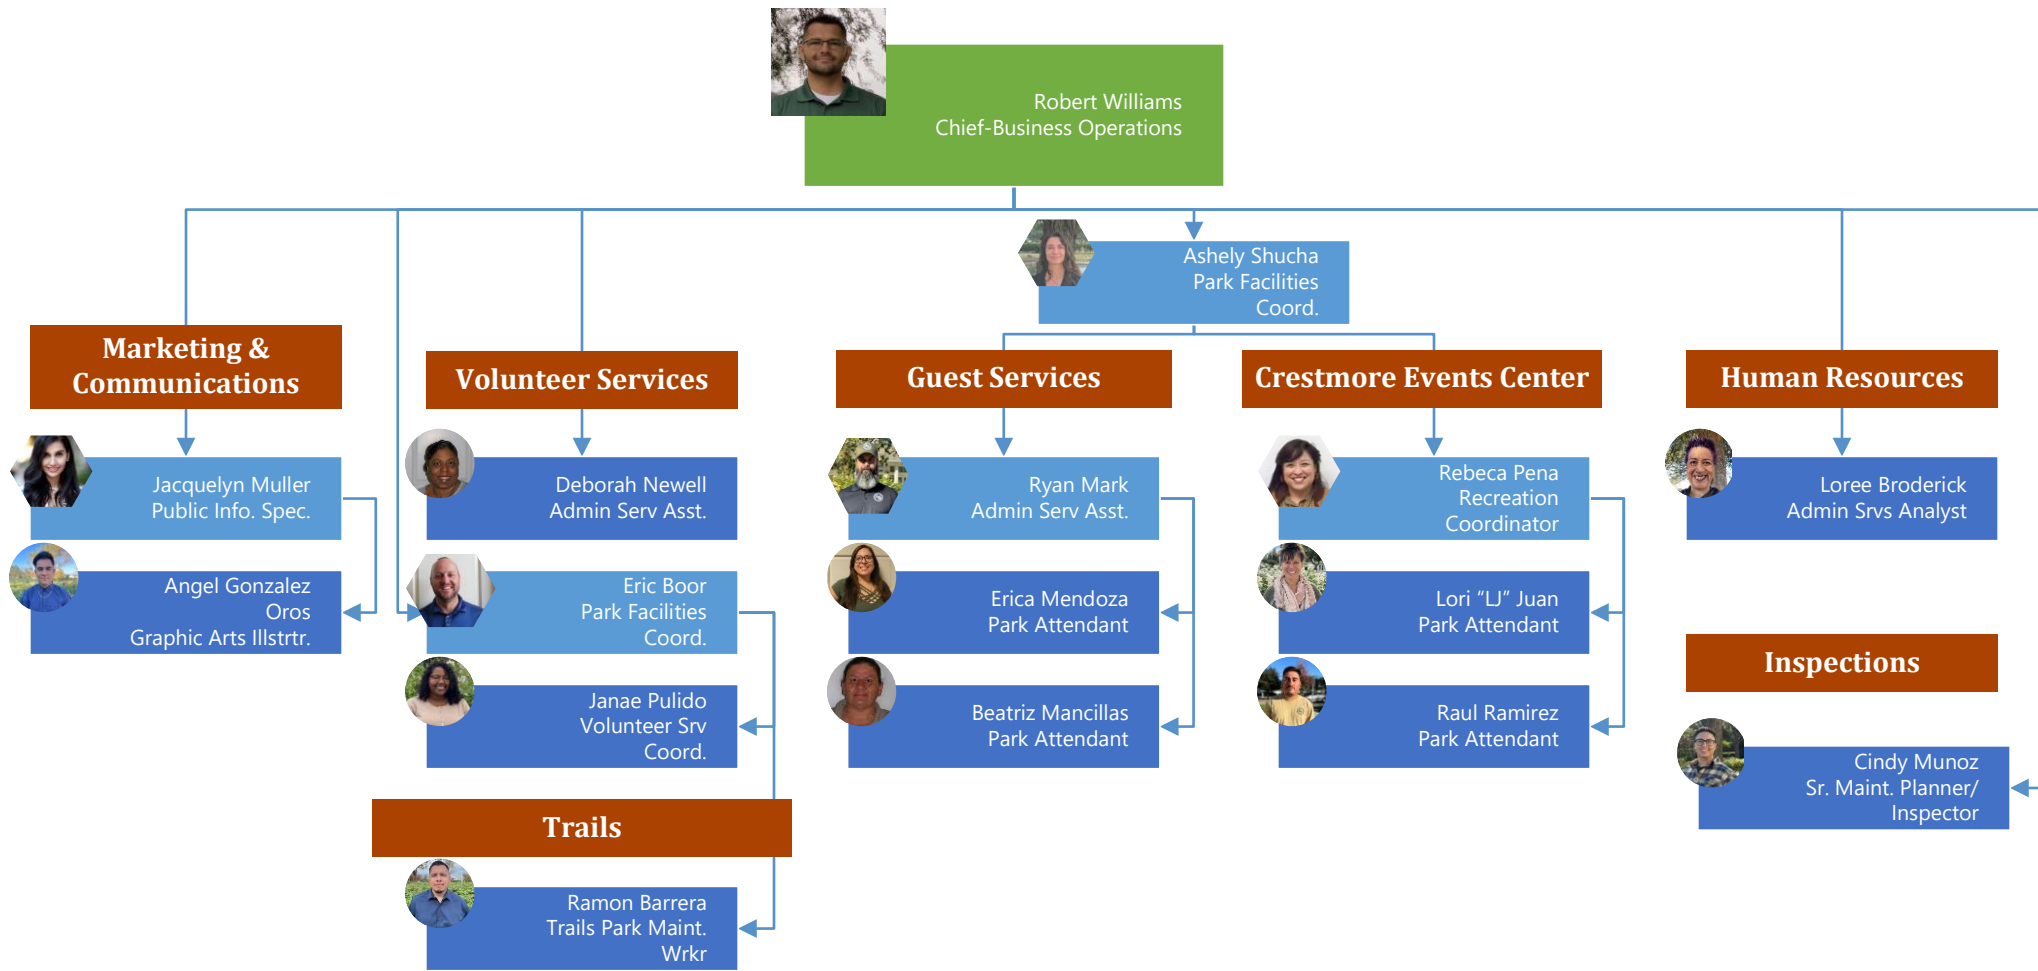 Robert Williams
Chief-Business Operations
Ashely Shucha
Park Facilities
Coord.
Marketing &
Communications
Jacquelyn Muller
Public Info. Spec.
Angel Gonzalez
Oros
Graphic Arts Illstrtr.
Volunteer Services
Deborah Newell
Admin Serv Asst.
Eric Boor
Park Facilities
Coord.
Janae Pulido
Volunteer Srv
Coord.
Trails
Ramon Barrera
Trails Park Maint.
Wrkr
Guest Services
Ryan Mark
Admin Serv Asst.
Erica Mendoza
Park Attendant
Beatriz Mancillas
Park Attendant
Crestmore Events Center
Rebeca Pena
Recreation
Coordinator
Lori “LJ” Juan
Park Attendant
Raul Ramirez
Park Attendant
Human Resources
Loree Broderick
Admin Srvs Analyst
Inspections
Cindy Munoz
Sr. Maint. Planner/
Inspector